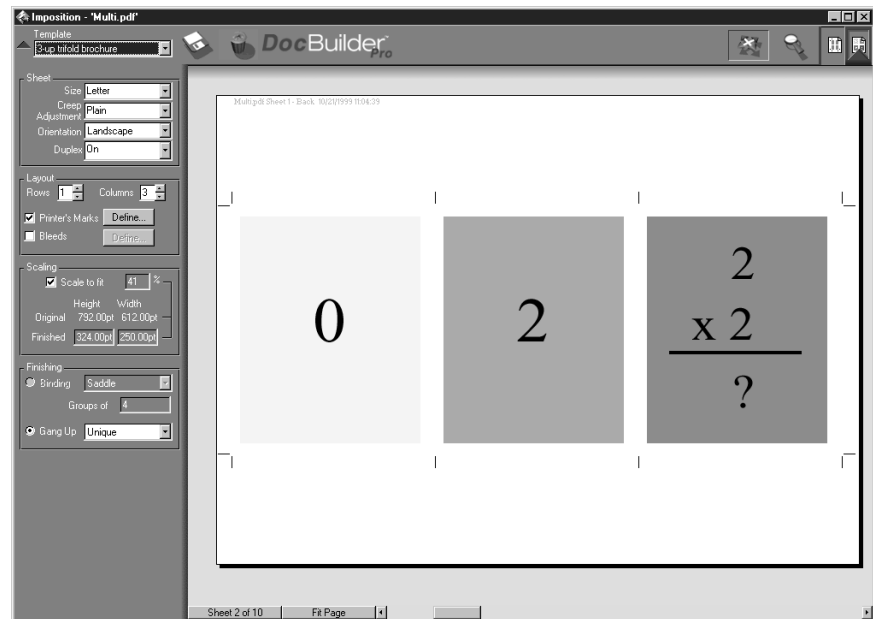 Imposition - 'Multi.pdf'
Template
3-up trifold brochure
DocBuilder Pro
Sheet
Size Letter
Creep Adjustment Plain
Orientation Landscape
Duplex On
Layout
Rows 1 Columns 3
Printer's Marks Define...
Bleeds Define...
Scaling
Scale to fit 41 %
Height Width
Original 792.00pt 612.00pt
Finished 324.00pt 250.00pt
Finishing
Binding Saddle
Groups of 4
Gang Up Unique
Multi.pdf Sheet 1 - Back 10/21/1999 11:04:39
0
2
2
x 2
?
Sheet 2 of 10 Fit Page